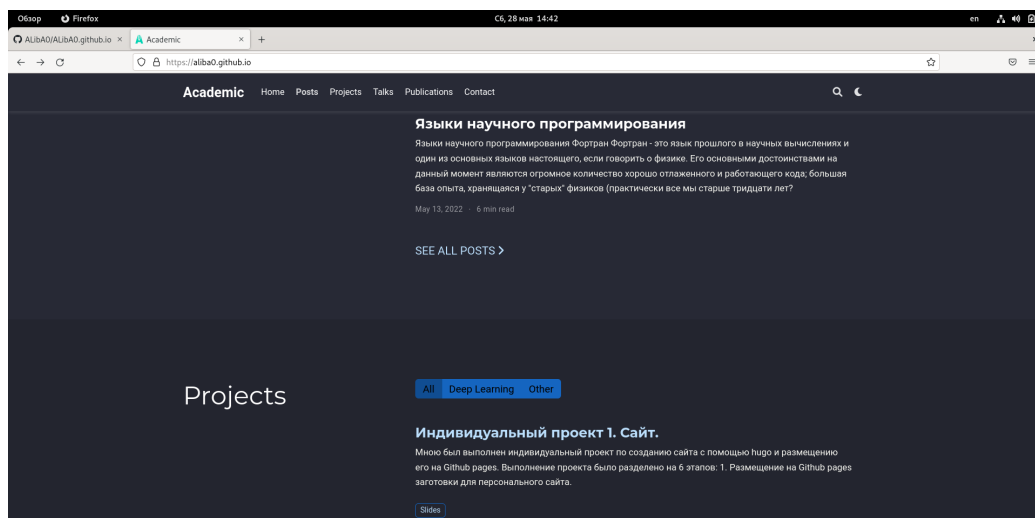 Обзор Firefox Сб, 28 мая 14:42 en
ALibA0/ALibA0.github.io × Academic × +
https://aliba0.github.io
Academic Home Posts Projects Talks Publications Contact
Языки научного программирования
Языки научного программирования Фортран Фортран - это язык прошлого в научных вычислениях и
один из основных языков настоящего, если говорить о физике. Его основными достоинствами на
данный момент являются огромное количество хорошо отлаженного и работающего кода; большая
база опыта, хранящаяся у "старых" физиков (практически все мы старше тридцати лет?
May 13, 2022 · 6 min read
SEE ALL POSTS
Projects
All Deep Learning Other
Индивидуальный проект 1. Сайт.
Мною был выполнен индивидуальный проект по созданию сайта с помощью hugo и размещению
его на Github pages. Выполнение проекта было разделено на 6 этапов: 1. Размещение на Github pages
заготовки для персонального сайта.
Slides